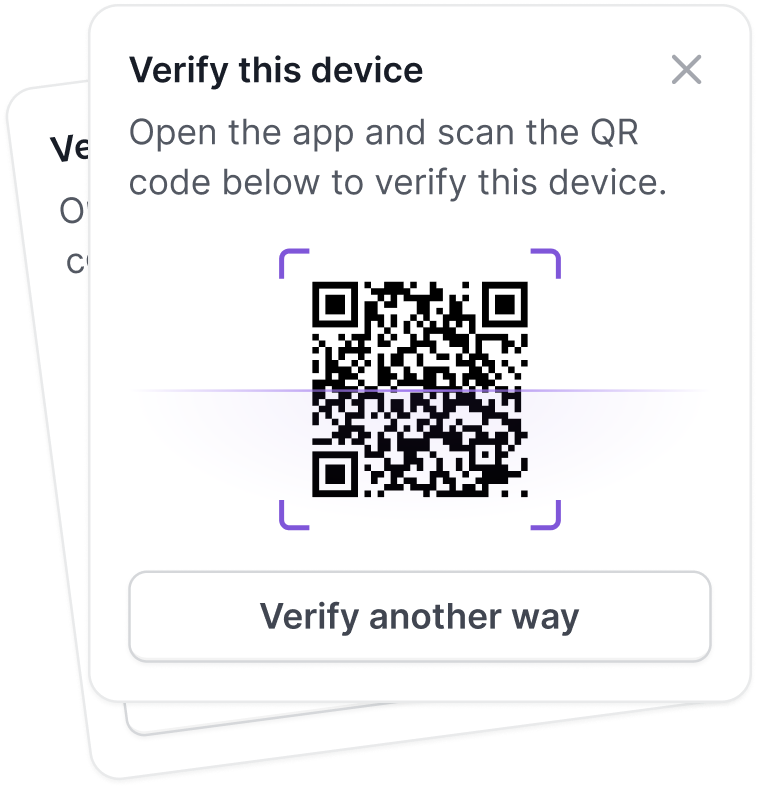 Verify this device
Open the app and scan the QR
code below to verify this device.
Verify another way